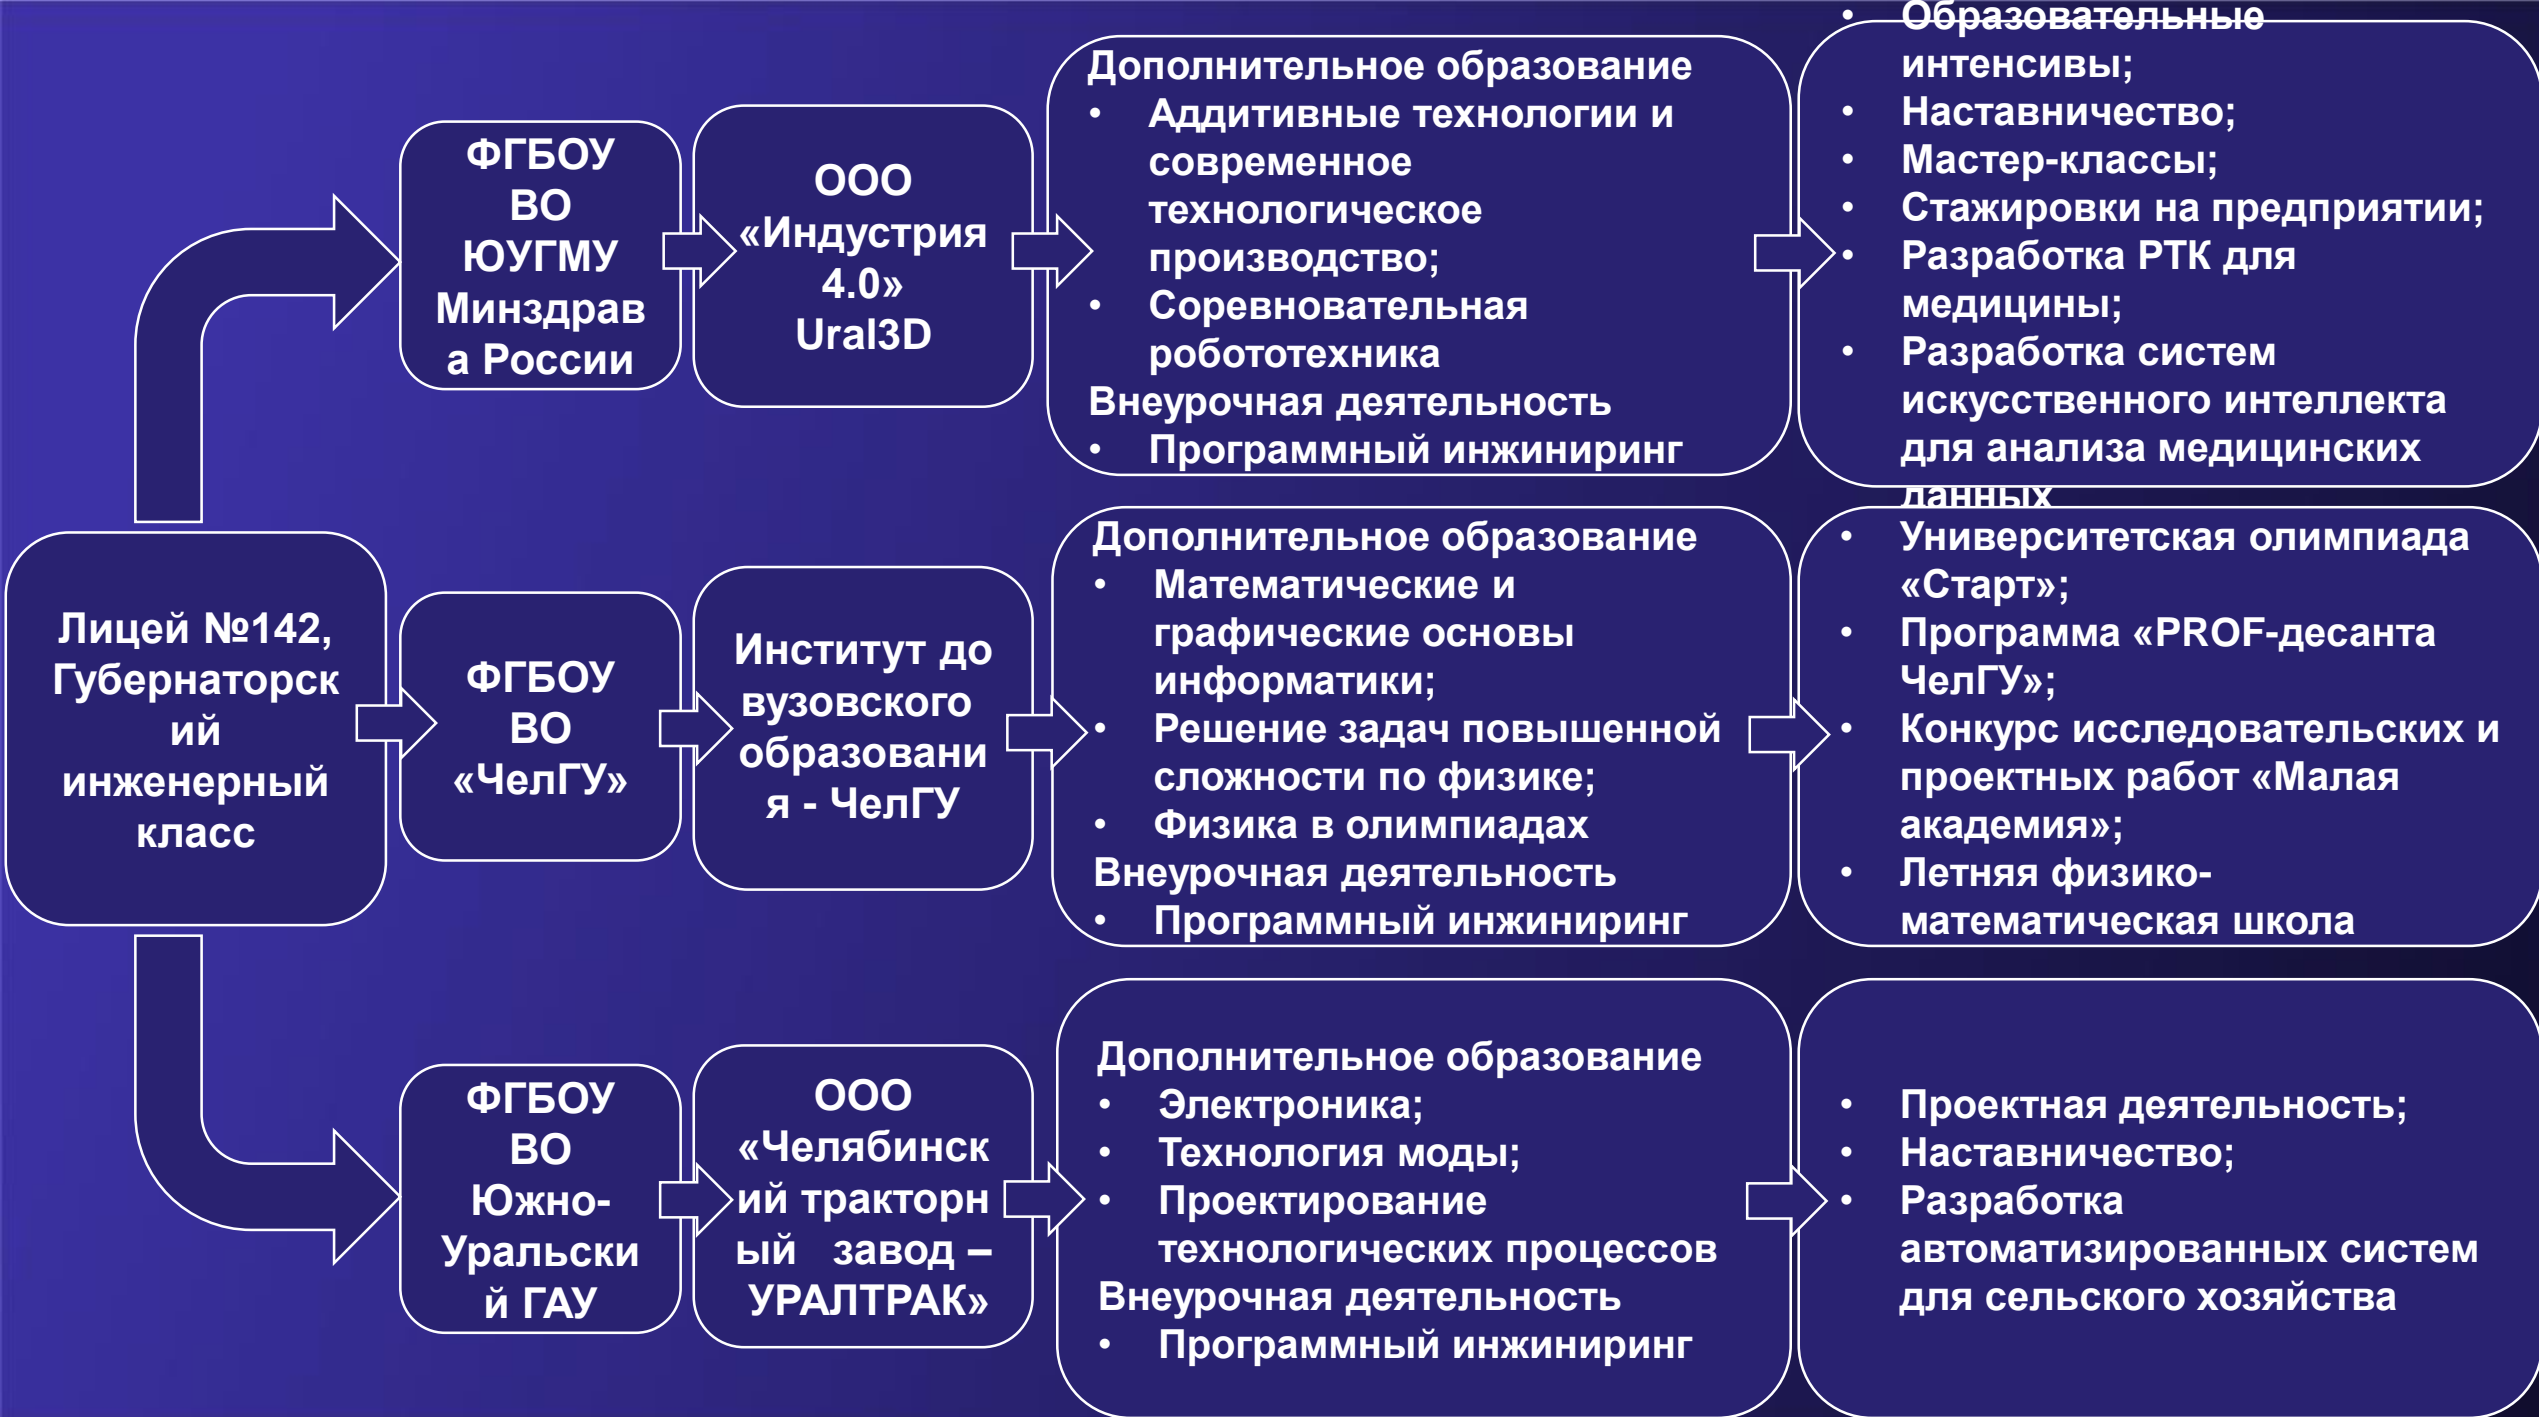 Лицей №142,
Губернаторск
ий
инженерный
класс
ФГБОУ
ВО
ЮУГМУ
Минздрав
а России
ООО
«Индустрия
4.0»
Ural3D
Дополнительное образование
• Аддитивные технологии и
современное
технологическое
производство;
• Соревновательная
робототехника
Внеурочная деятельность
• Программный инжиниринг
• Образовательные
интенсивы;
• Наставничество;
• Мастер-классы;
• Стажировки на предприятии;
• Разработка РТК для
медицины;
• Разработка систем
искусственного интеллекта
для анализа медицинских
данных
ФГБОУ
ВО
«ЧелГУ»
Институт до
вузовского
образовани
я - ЧелГУ
Дополнительное образование
• Математические и
графические основы
информатики;
• Решение задач повышенной
сложности по физике;
• Физика в олимпиадах
Внеурочная деятельность
• Программный инжиниринг
• Университетская олимпиада
«Старт»;
• Программа «PROF-десанта
ЧелГУ»;
• Конкурс исследовательских и
проектных работ «Малая
академия»;
• Летняя физико-
математическая школа
ФГБОУ
ВО
Южно-
Уральски
й ГАУ
ООО
«Челябинск
ий тракторн
ый завод –
УРАЛТРАК»
Дополнительное образование
• Электроника;
• Технология моды;
• Проектирование
технологических процессов
Внеурочная деятельность
• Программный инжиниринг
• Проектная деятельность;
• Наставничество;
• Разработка
автоматизированных систем
для сельского хозяйства